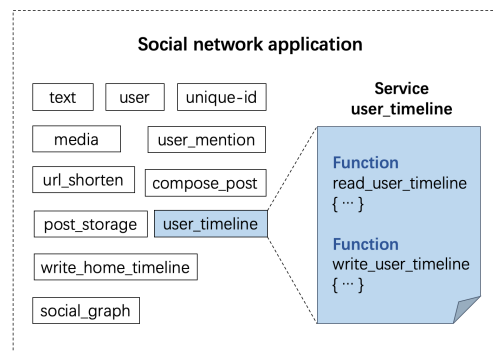 Social network application
text
user
unique-id
media
user_mention
url_shorten
compose_post
post_storage
user_timeline
write_home_timeline
social_graph
Service
user_timeline
Function
read_user_timeline
{ ··· }
Function
write_user_timeline
{ ··· }